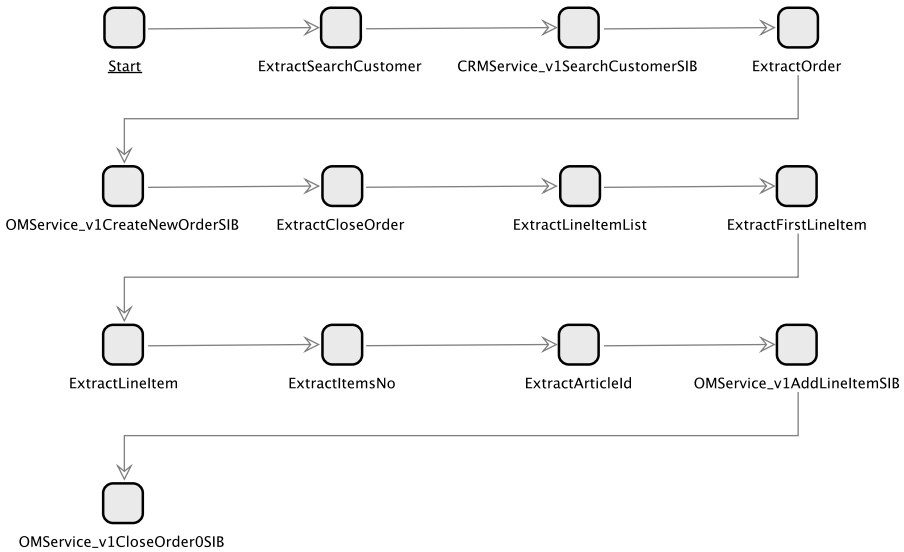 Start
ExtractSearchCustomer
CRMService_v1SearchCustomerSIB
ExtractOrder
OMService_v1CreateNewOrderSIB
ExtractCloseOrder
ExtractLineItemList
ExtractFirstLineItem
ExtractLineItem
ExtractItemsNo
ExtractArticleId
OMService_v1AddLineItemSIB
OMService_v1CloseOrder0SIB